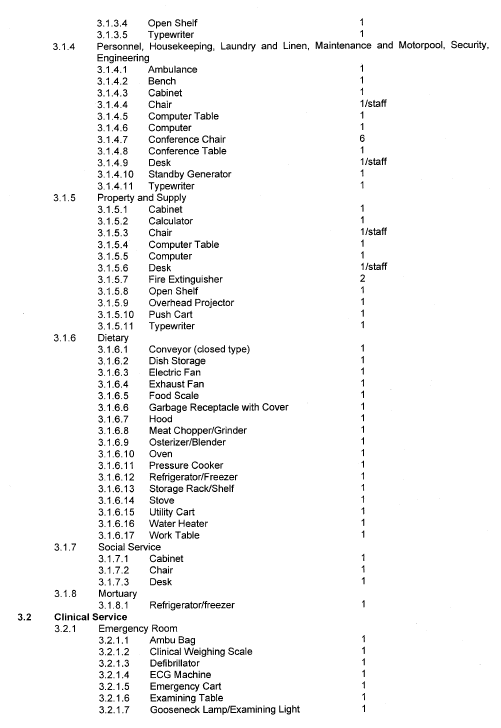 3.1.3.4 Open Shelf 1
3.1.3.5 Typewriter 1
3.1.4 Personnel, Housekeeping, Laundry and Linen, Maintenance and Motorpool, Security,
Engineering
3.1.4.1 Ambulance 1
3.1.4.2 Bench 1
3.1.4.3 Cabinet 1
3.1.4.4 Chair 1/staff
3.1.4.5 Computer Table 1
3.1.4.6 Computer 1
3.1.4.7 Conference Chair 6
3.1.4.8 Conference Table 1
3.1.4.9 Desk 1/staff
3.1.4.10 Standby Generator 1
3.1.4.11 Typewriter 1
3.1.5 Property and Supply
3.1.5.1 Cabinet 1
3.1.5.2 Calculator 1
3.1.5.3 Chair 1/staff
3.1.5.4 Computer Table 1
3.1.5.5 Computer 1
3.1.5.6 Desk 1/staff
3.1.5.7 Fire Extinguisher 2
3.1.5.8 Open Shelf 1
3.1.5.9 Overhead Projector 1
3.1.5.10 Push Cart 1
3.1.5.11 Typewriter 1
3.1.6 Dietary
3.1.6.1 Conveyor (closed type) 1
3.1.6.2 Dish Storage 1
3.1.6.3 Electric Fan 1
3.1.6.4 Exhaust Fan 1
3.1.6.5 Food Scale 1
3.1.6.6 Garbage Receptacle with Cover 1
3.1.6.7 Hood 1
3.1.6.8 Meat Chopper/Grinder 1
3.1.6.9 Osterizer/Blender 1
3.1.6.10 Oven 1
3.1.6.11 Pressure Cooker 1
3.1.6.12 Refrigerator/Freezer 1
3.1.6.13 Storage Rack/Shelf 1
3.1.6.14 Stove 1
3.1.6.15 Utility Cart 1
3.1.6.16 Water Heater 1
3.1.6.17 Work Table 1
3.1.7 Social Service
3.1.7.1 Cabinet 1
3.1.7.2 Chair 1
3.1.7.3 Desk 1
3.1.8 Mortuary
3.1.8.1 Refrigerator/freezer 1
3.2 Clinical Service
3.2.1 Emergency Room
3.2.1.1 Ambu Bag 1
3.2.1.2 Clinical Weighing Scale 1
3.2.1.3 Defibrillator 1
3.2.1.4 ECG Machine 1
3.2.1.5 Emergency Cart 1
3.2.1.6 Examining Table 1
3.2.1.7 Gooseneck Lamp/Examining Light 1